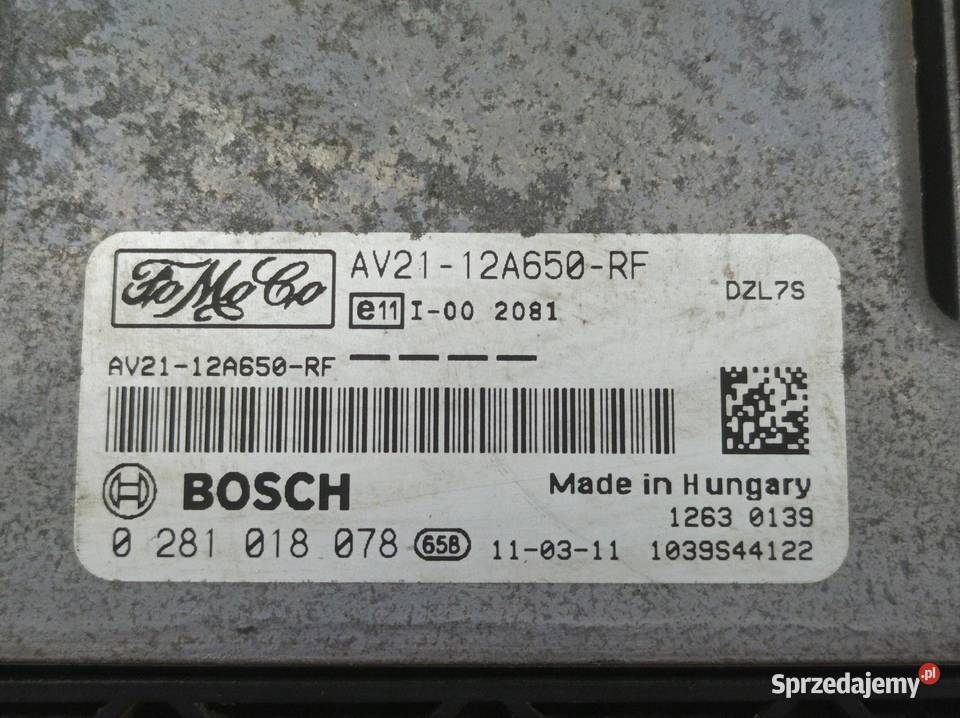 FoMoCo
AV21-12A650-RF
DZL7S
e11 I-00 2081
AV21-12A650-RF
BOSCH
Made in Hungary
1263 0139
0 281 018 078 65B 11-03-11 1039S44122
Sprzedajemy.pl